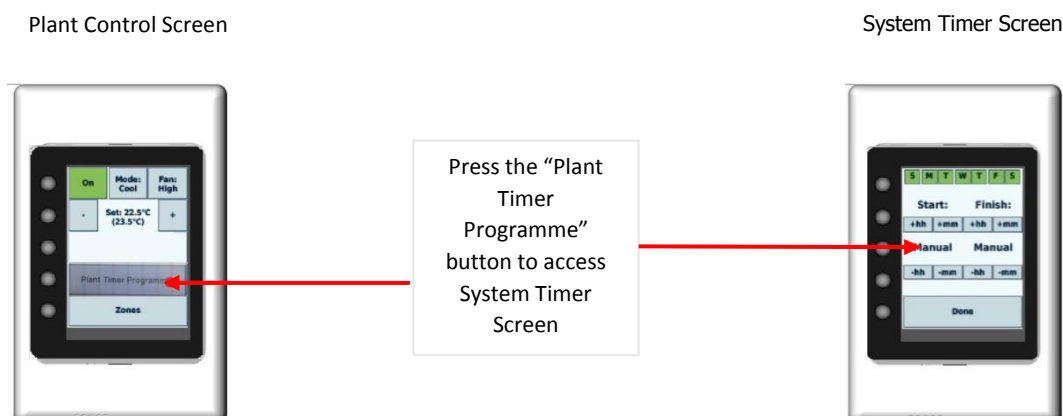 Plant Control Screen
System Timer Screen
On
Mode:
Cool
Fan:
High
-
Set: 22.5°C
(23.5°C)
+
Plant Timer Programm
Zones
Press the “Plant
Timer
Programme”
button to access
System Timer
Screen
S M T W T F S
Start: Finish:
+hh +mm +hh +mm
Manual Manual
-hh -mm -hh -mm
Done